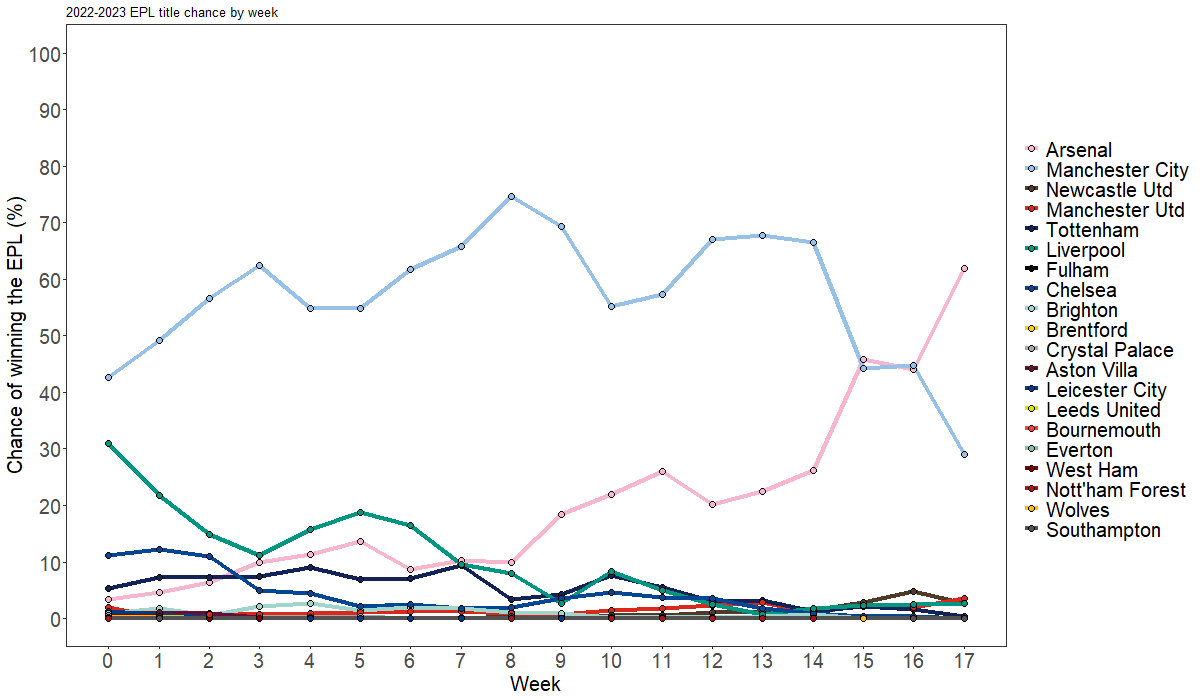 2022-2023 EPL title chance by week
Chance of winning the EPL (%)
100
90
80
70
60
50
40
30
20
10
0
0 1 2 3 4 5 6 7 8 9 10 11 12 13 14 15 16 17
Week
Arsenal
Manchester City
Newcastle Utd
Manchester Utd
Tottenham
Liverpool
Fulham
Chelsea
Brighton
Brentford
Crystal Palace
Aston Villa
Leicester City
Leeds United
Bournemouth
Everton
West Ham
Nott'ham Forest
Wolves
Southampton